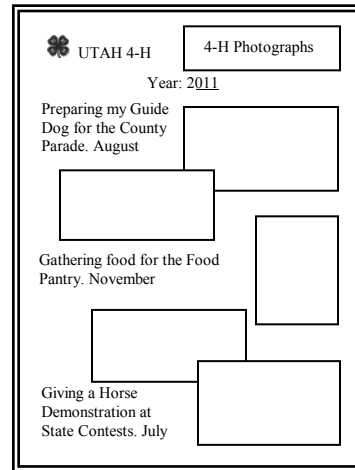 UTAH 4-H
4-H Photographs
Year: 2011
Preparing my Guide
Dog for the County
Parade. August
Gathering food for the Food
Pantry. November
Giving a Horse
Demonstration at
State Contests. July